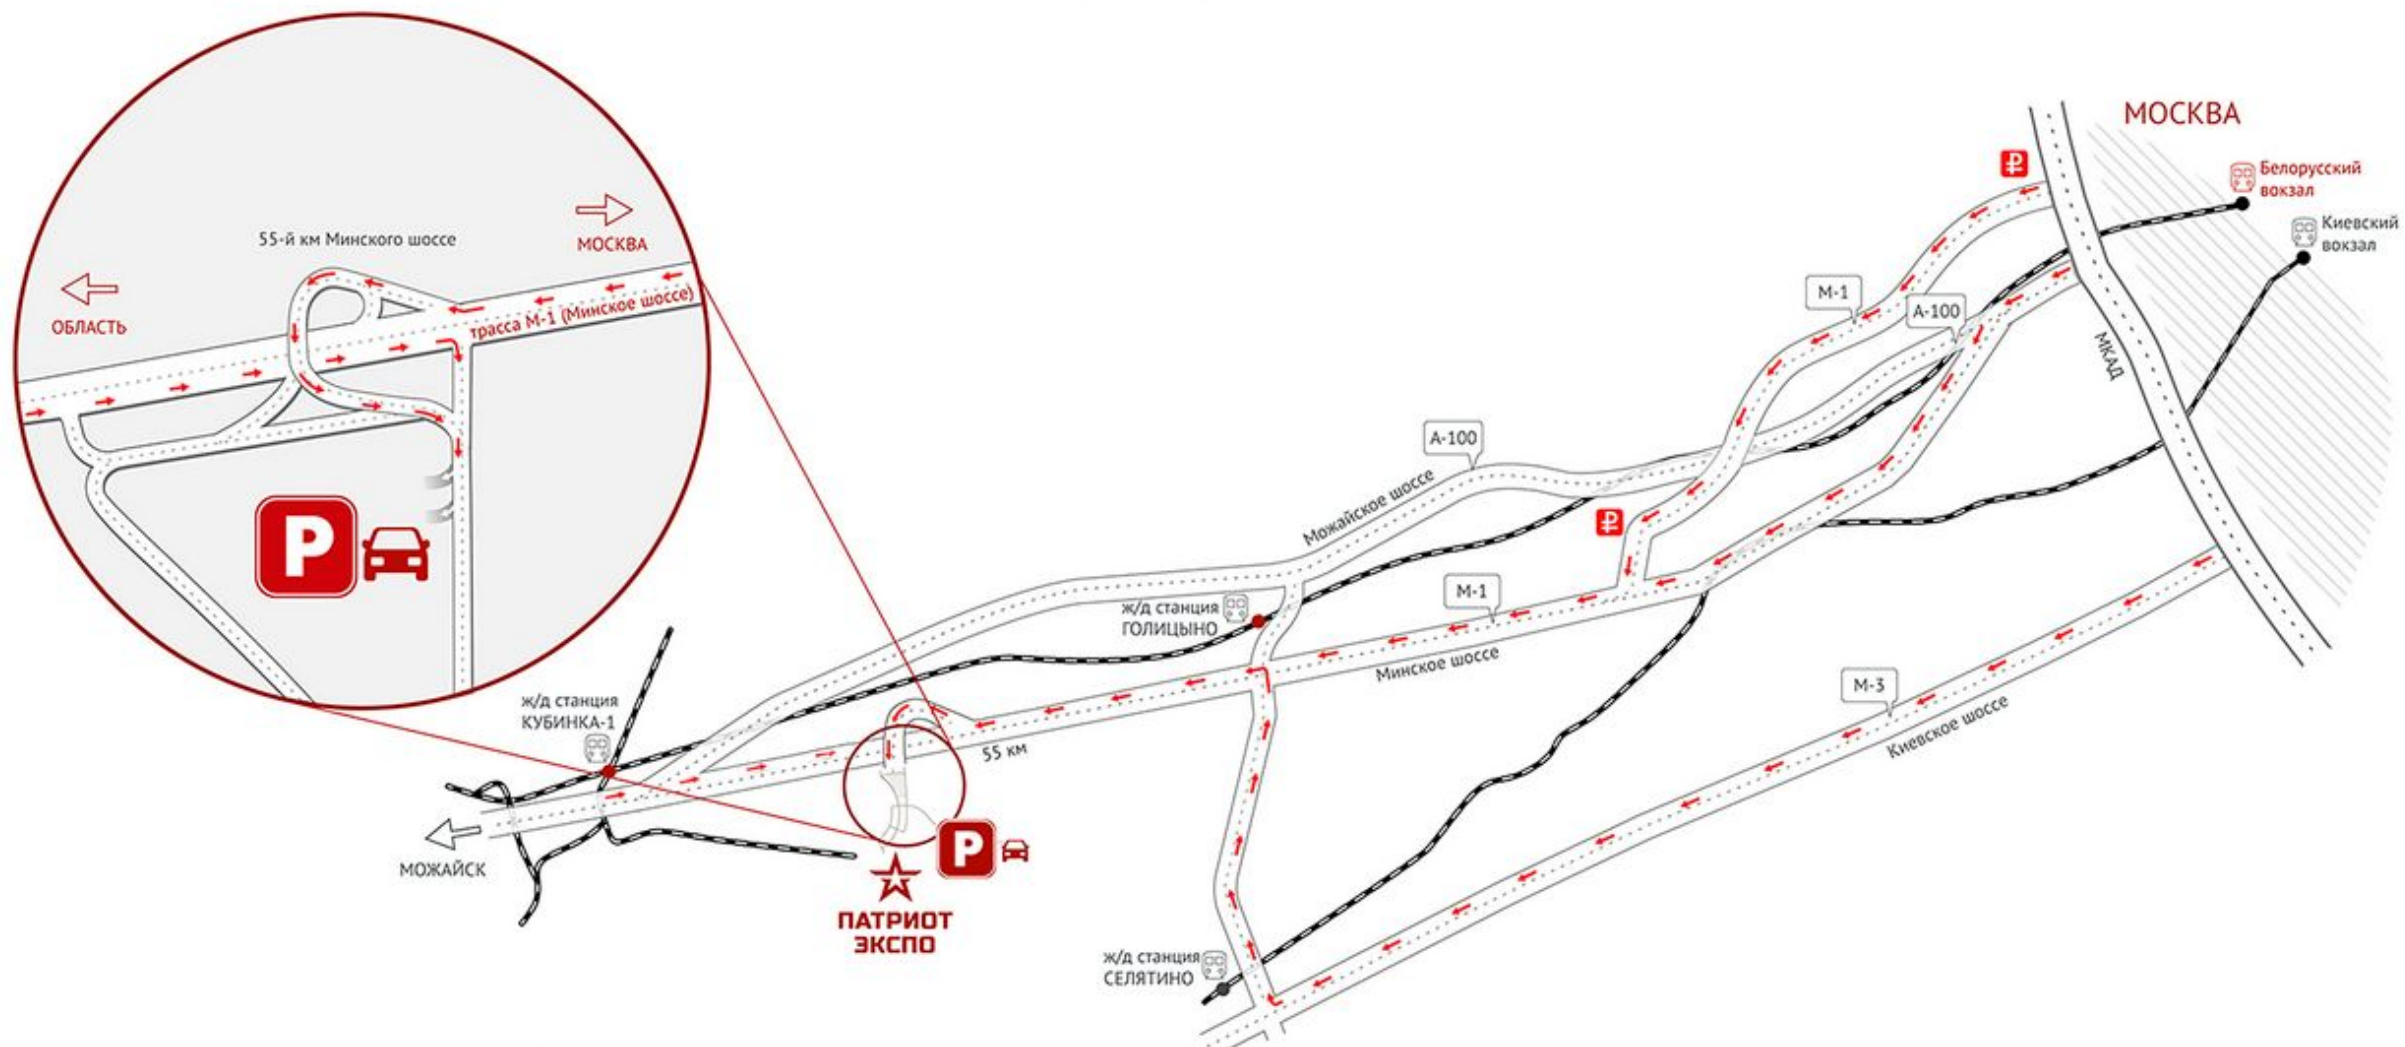 МОСКВА
Белорусский
вокзал
Киевский
вокзал
МКАД
55-й км Минского шоссе
МОСКВА
ОБЛАСТЬ
трасса М-1 (Минское шоссе)
P
М-1
А-100
А-100
Можайское шоссе
М-1
Минское шоссе
ж/д станция
ГОЛИЦЫНО
М-3
Киевское шоссе
ж/д станция
КУБИНКА-1
55 км
МОЖАЙСК
P
ПАТРИОТ
ЭКСПО
ж/д станция
СЕЛЯТИНО